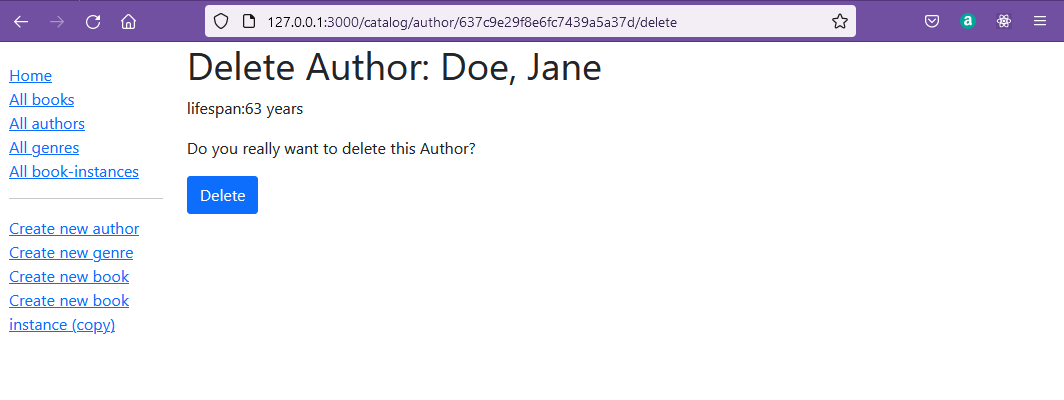 127.0.0.1:3000/catalog/author/637c9e29f8e6fc7439a5a37d/delete
a
Home
All books
All authors
All genres
All book-instances
Create new author
Create new genre
Create new book
Create new book
instance (copy)
Delete Author: Doe, Jane
lifespan:63 years
Do you really want to delete this Author?
Delete